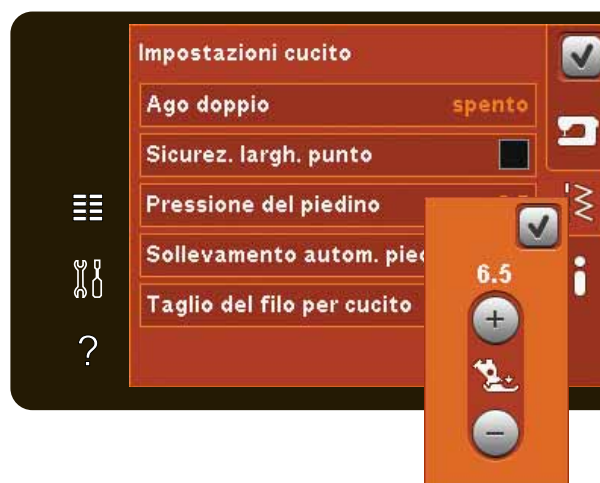 Impostazioni cucito
Ago doppio spento
Sicurez. largh. punto
Pressione del piedino
Sollevamento autom.
Taglio del filo per cucito
6.5
+
−
?